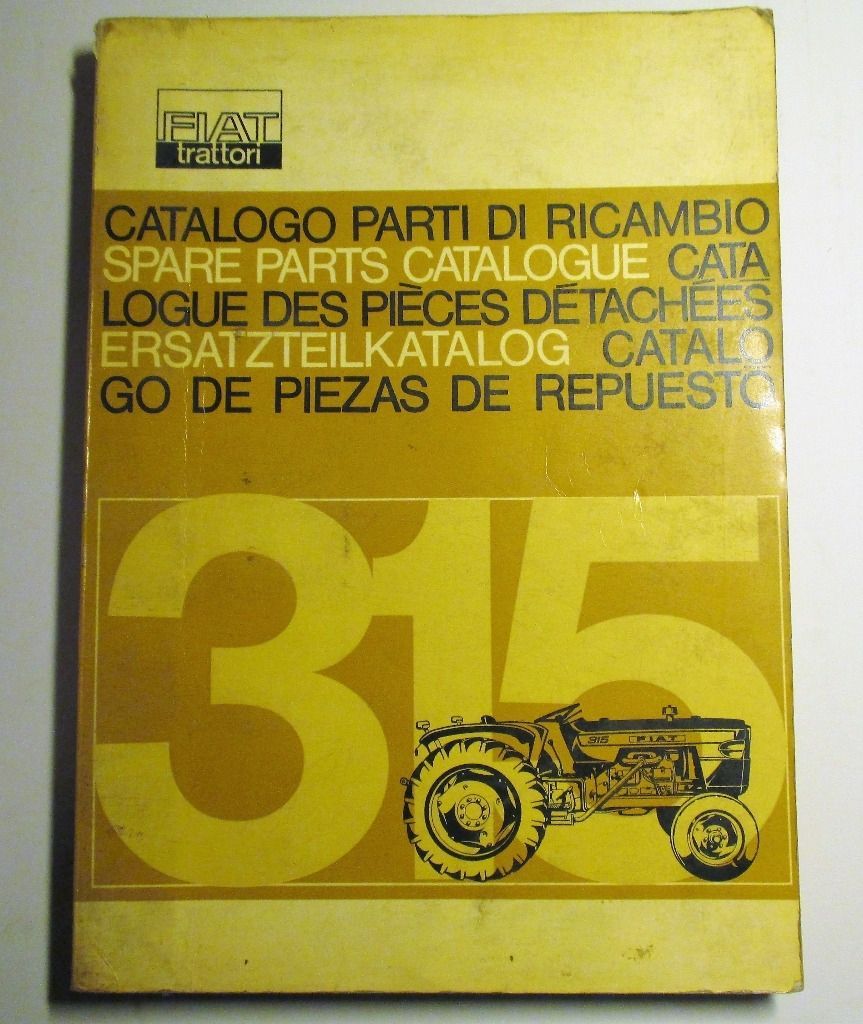 FIAT
trattori
CATALOGO PARTI DI RICAMBIO
SPARE PARTS CATALOGUE CATA
LOGUE DES PIÈCES DÉTACHÉES
ERSATZTEILKATALOG CATALO
GO DE PIEZAS DE REPUESTO
315
315 FIAT